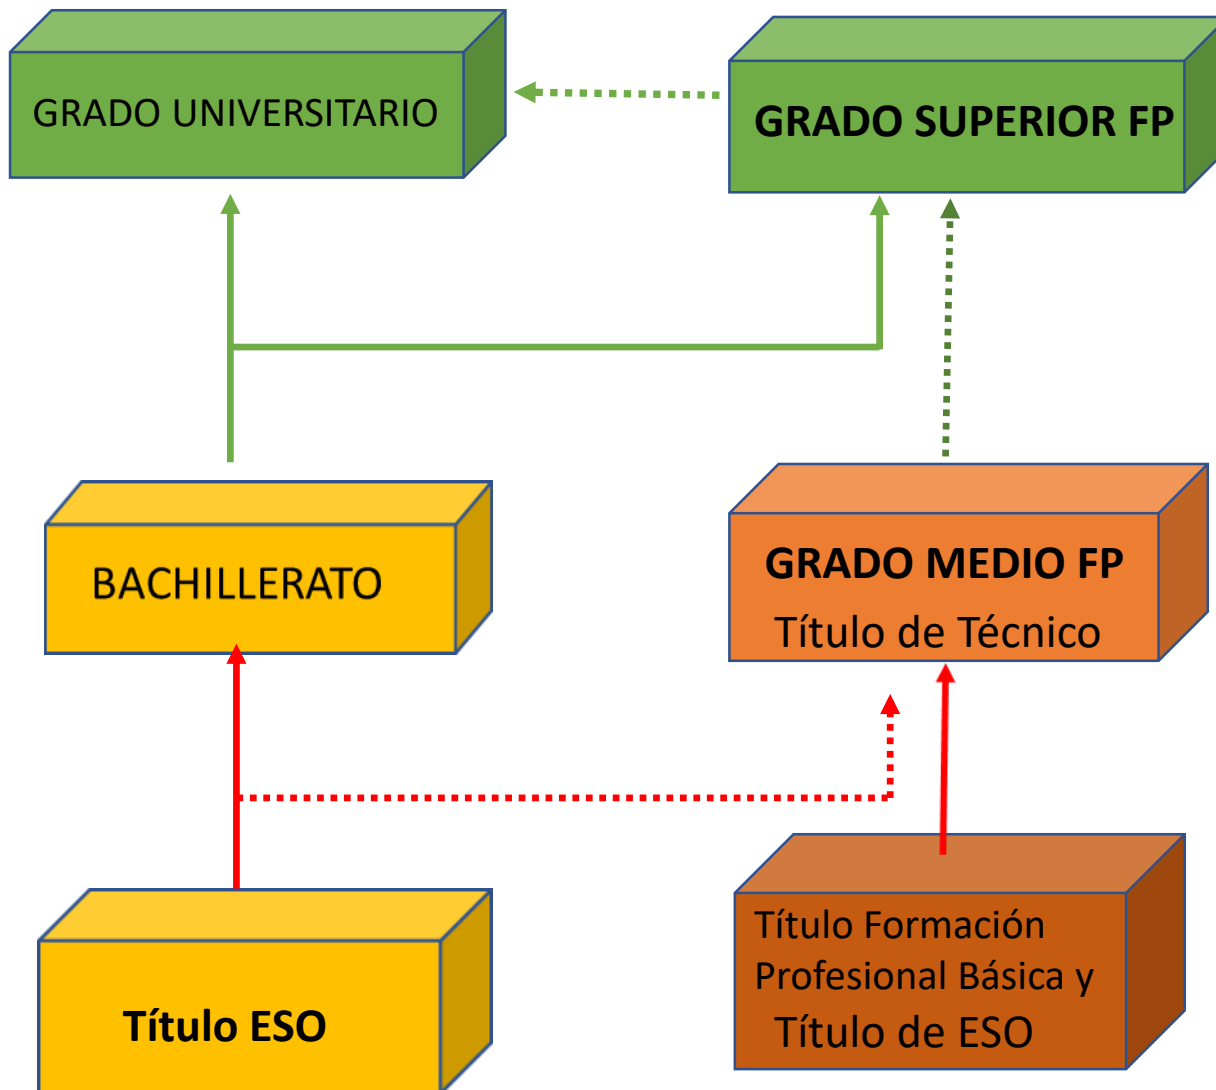 GRADO UNIVERSITARIO
GRADO SUPERIOR FP
BACHILLERATO
GRADO MEDIO FP
Título de Técnico
Título ESO
Título Formación
Profesional Básica y
Título de ESO